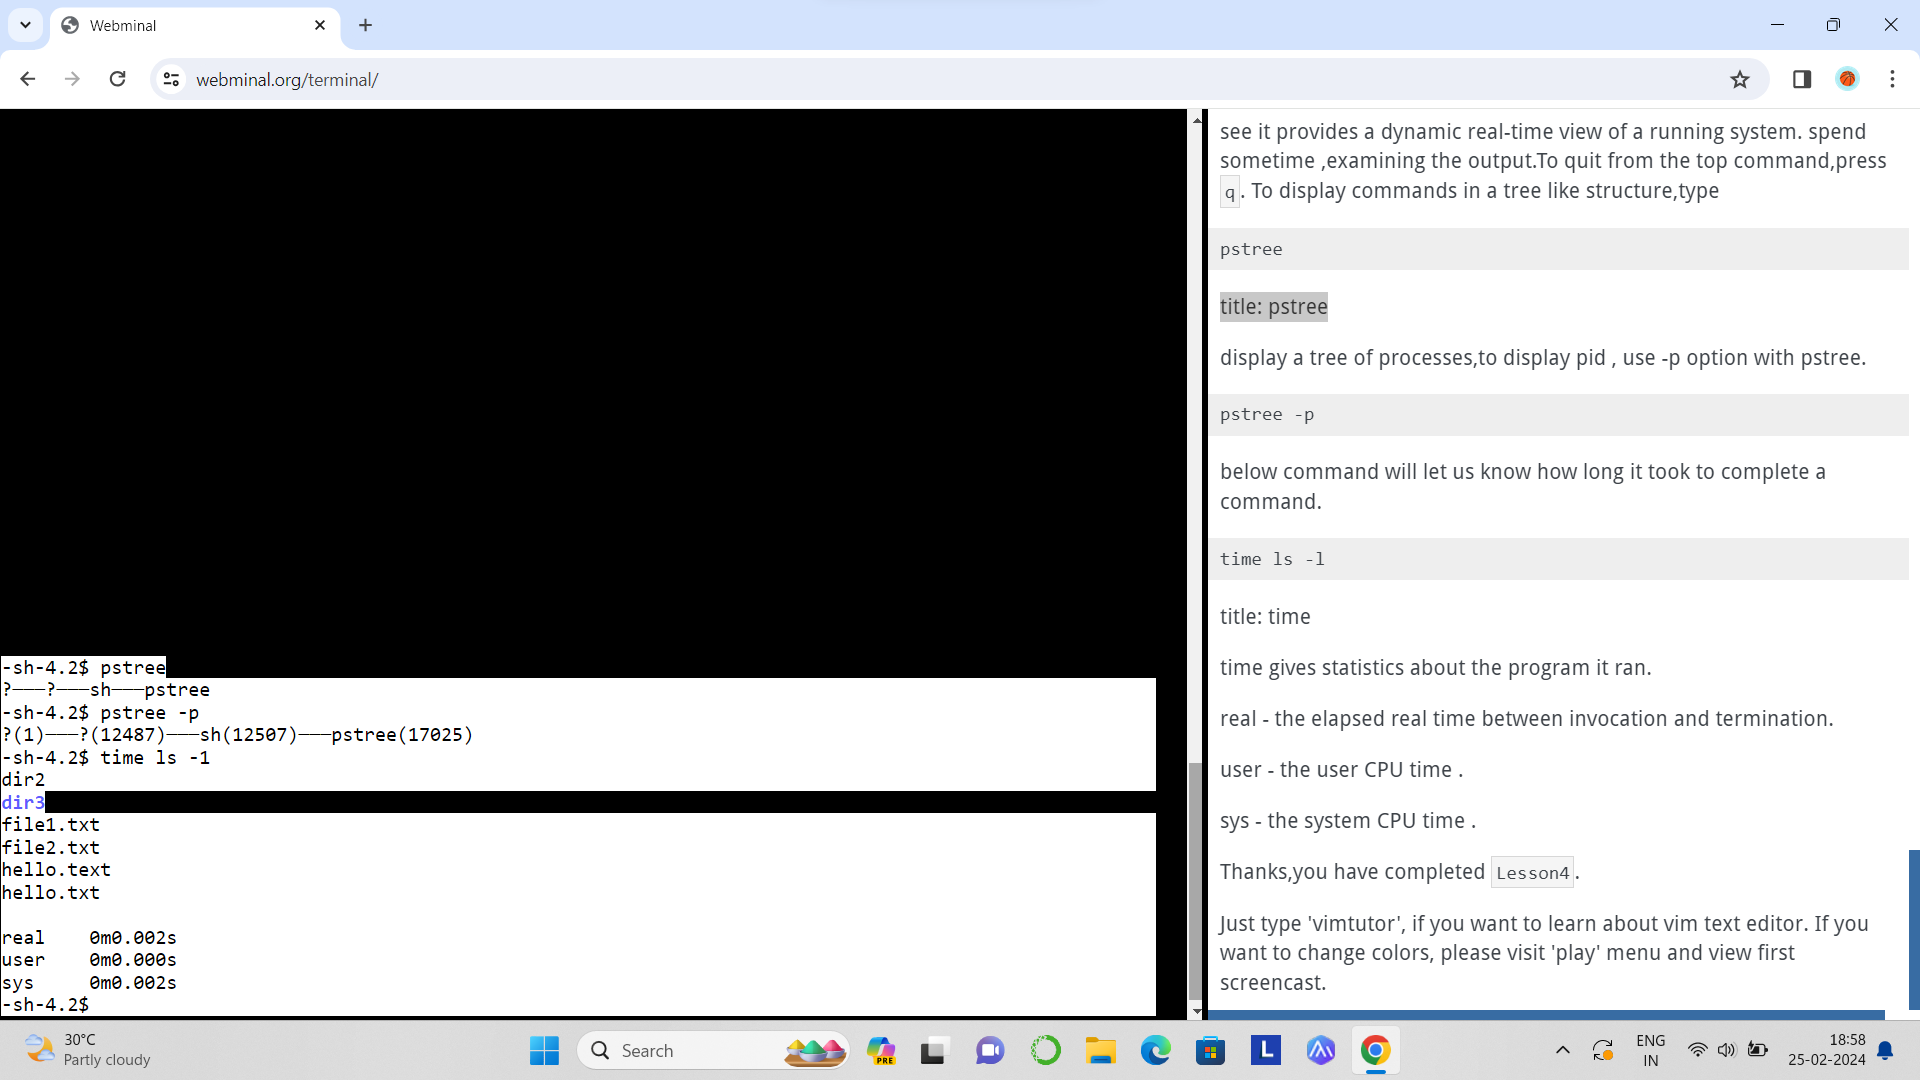 Webminal
webminal.org/terminal/
-sh-4.2$ pstree
?───?───sh───pstree
-sh-4.2$ pstree -p
?(1)───?(12487)───sh(12507)───pstree(17025)
-sh-4.2$ time ls -1
dir2
dir3
file1.txt
file2.txt
hello.text
hello.txt
real    0m0.002s
user    0m0.000s
sys     0m0.002s
-sh-4.2$
see it provides a dynamic real-time view of a running system. spend
sometime ,examining the output.To quit from the top command,press
q. To display commands in a tree like structure,type
pstree
title: pstree
display a tree of processes,to display pid , use -p option with pstree.
pstree -p
below command will let us know how long it took to complete a
command.
time ls -l
title: time
time gives statistics about the program it ran.
real - the elapsed real time between invocation and termination.
user - the user CPU time .
sys - the system CPU time .
Thanks,you have completed Lesson4.
Just type 'vimtutor', if you want to learn about vim text editor. If you
want to change colors, please visit 'play' menu and view first
screencast.
30°C
Partly cloudy
Search
PRE
L
ENG
IN
18:58
25-02-2024